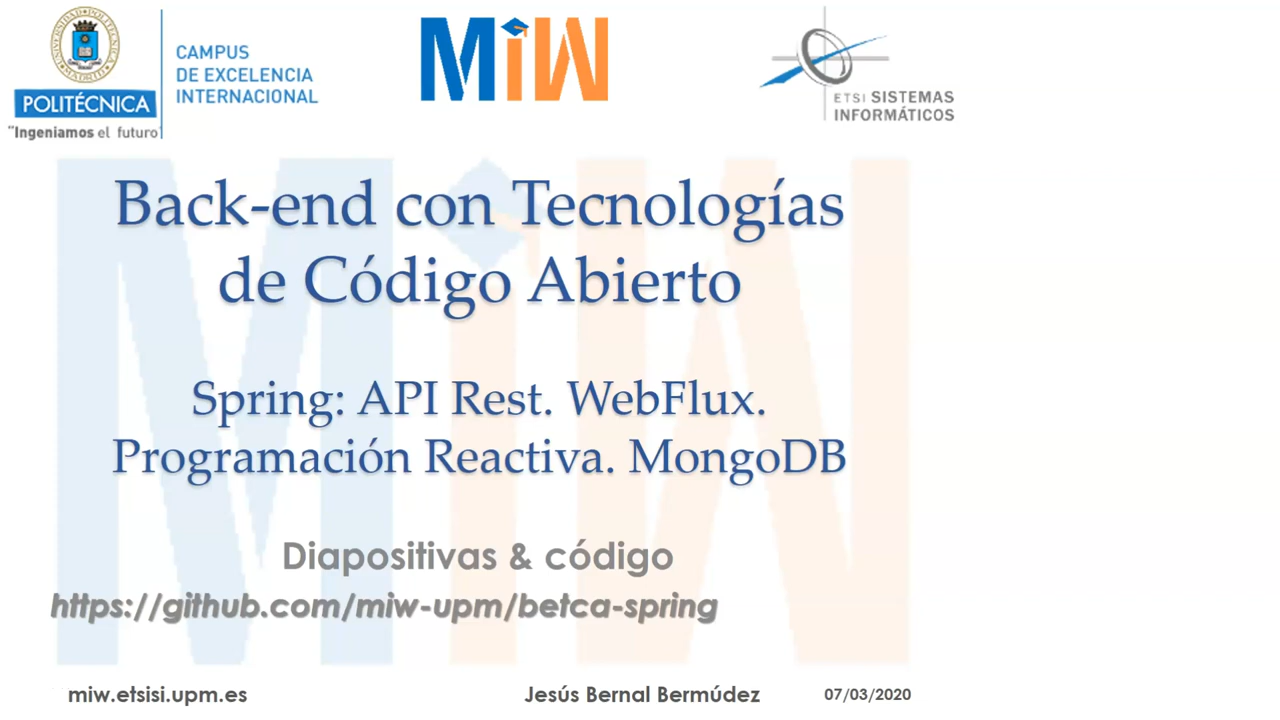 POLITÉCNICA
"Ingeniamos el futuro"
CAMPUS
DE EXCELENCIA
INTERNACIONAL
MiW
ETSI SISTEMAS
INFORMÁTICOS
Back-end con Tecnologías
de Código Abierto
Spring: API Rest. WebFlux.
Programación Reactiva. MongoDB
Diapositivas & código
https://github.com/miw-upm/betca-spring
miw.etsisi.upm.es
Jesús Bernal Bermúdez
07/03/2020